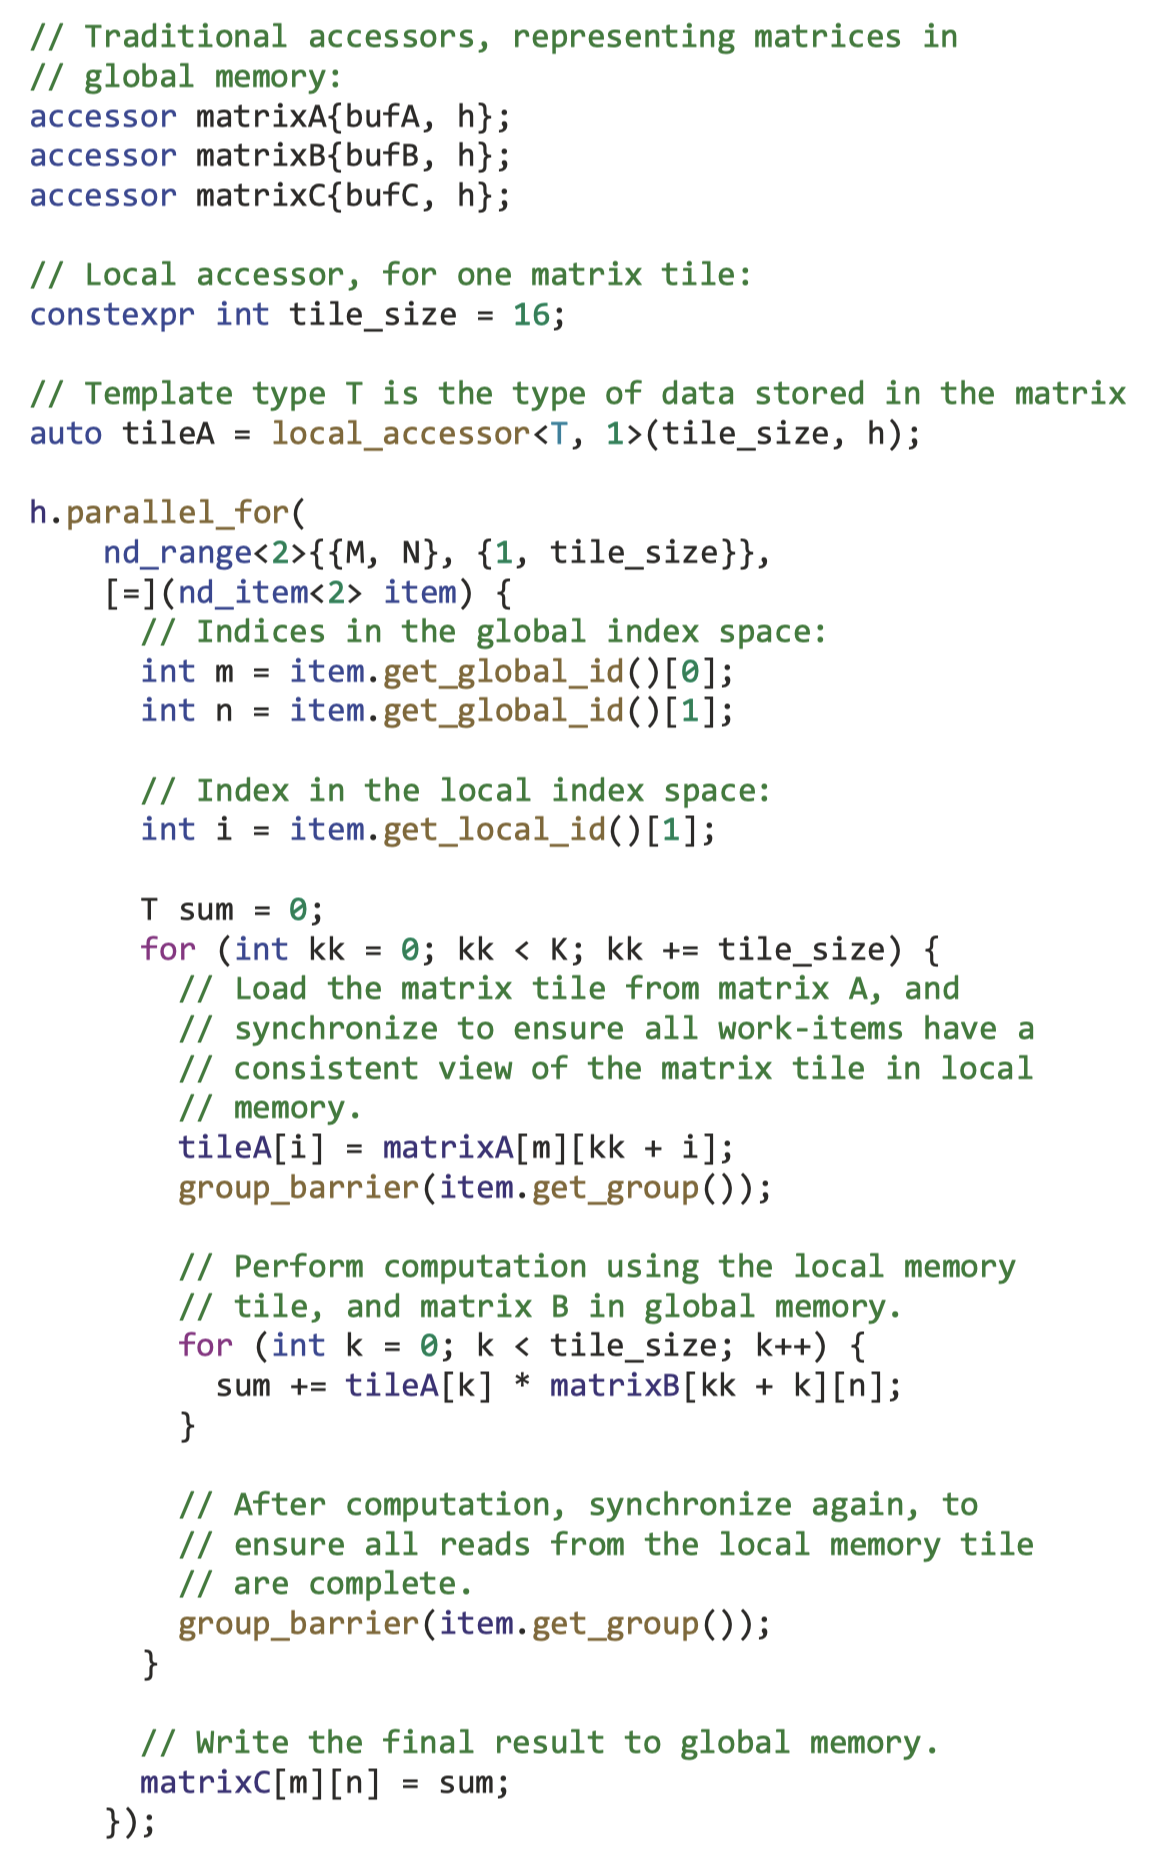 // Traditional accessors, representing matrices in
// global memory:
accessor matrixA{bufA, h};
accessor matrixB{bufB, h};
accessor matrixC{bufC, h};

// Local accessor, for one matrix tile:
constexpr int tile_size = 16;

// Template type T is the type of data stored in the matrix
auto tileA = local_accessor<T, 1>(tile_size, h);

h.parallel_for(
    nd_range<2>{{M, N}, {1, tile_size}},
    [=](nd_item<2> item) {
      // Indices in the global index space:
      int m = item.get_global_id()[0];
      int n = item.get_global_id()[1];

      // Index in the local index space:
      int i = item.get_local_id()[1];

      T sum = 0;
      for (int kk = 0; kk < K; kk += tile_size) {
        // Load the matrix tile from matrix A, and
        // synchronize to ensure all work-items have a
        // consistent view of the matrix tile in local
        // memory.
        tileA[i] = matrixA[m][kk + i];
        group_barrier(item.get_group());

        // Perform computation using the local memory
        // tile, and matrix B in global memory.
        for (int k = 0; k < tile_size; k++) {
          sum += tileA[k] * matrixB[kk + k][n];
        }

        // After computation, synchronize again, to
        // ensure all reads from the local memory tile
        // are complete.
        group_barrier(item.get_group());
      }

      // Write the final result to global memory.
      matrixC[m][n] = sum;
    });